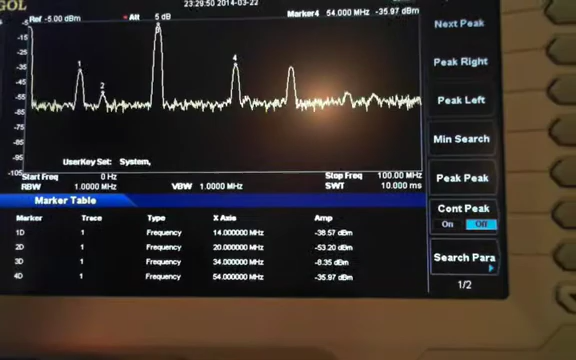 GOL
Ref -5.00 dBm
Att 5 dB
23:29:50 2014-03-22
Marker4 54.000 MHz -35.97 dBm
Next Peak
-5
-15
-25
-35
-45
-55
-65
-75
-85
-95
-105
1
2
4
Peak Right
Peak Left
Min Search
Peak Peak
Cont Peak
On Off
Search Para
1/2
UserKey Set: System,
Start Freq 0 Hz
Stop Freq 100.00 MHz
RBW 1.0000 MHz
VBW 1.0000 MHz
SWT 10.000 ms
Marker Table
Marker Trace Type X Axis Amp
1D 1 Frequency 14.000000 MHz -38.57 dBm
2D 1 Frequency 20.000000 MHz -53.20 dBm
3D 1 Frequency 34.000000 MHz -8.35 dBm
4D 1 Frequency 54.000000 MHz -35.97 dBm